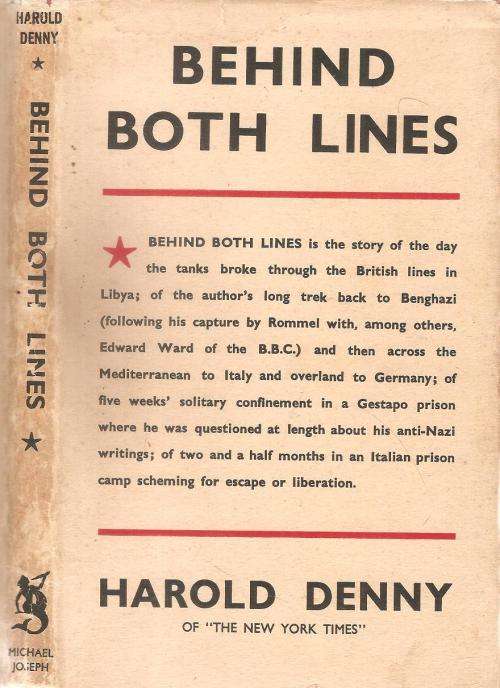 HAROLD
DENNY
BEHIND BOTH LINES
MICHAEL
JOSEPH
BEHIND
BOTH LINES
BEHIND BOTH LINES is the story of the day
the tanks broke through the British lines in
Libya; of the author's long trek back to Benghazi
(following his capture by Rommel with, among others,
Edward Ward of the B.B.C.) and then across the
Mediterranean to Italy and overland to Germany; of
five weeks' solitary confinement in a Gestapo prison
where he was questioned at length about his anti-Nazi
writings; of two and a half months in an Italian prison
camp scheming for escape or liberation.
HAROLD DENNY
OF "THE NEW YORK TIMES"